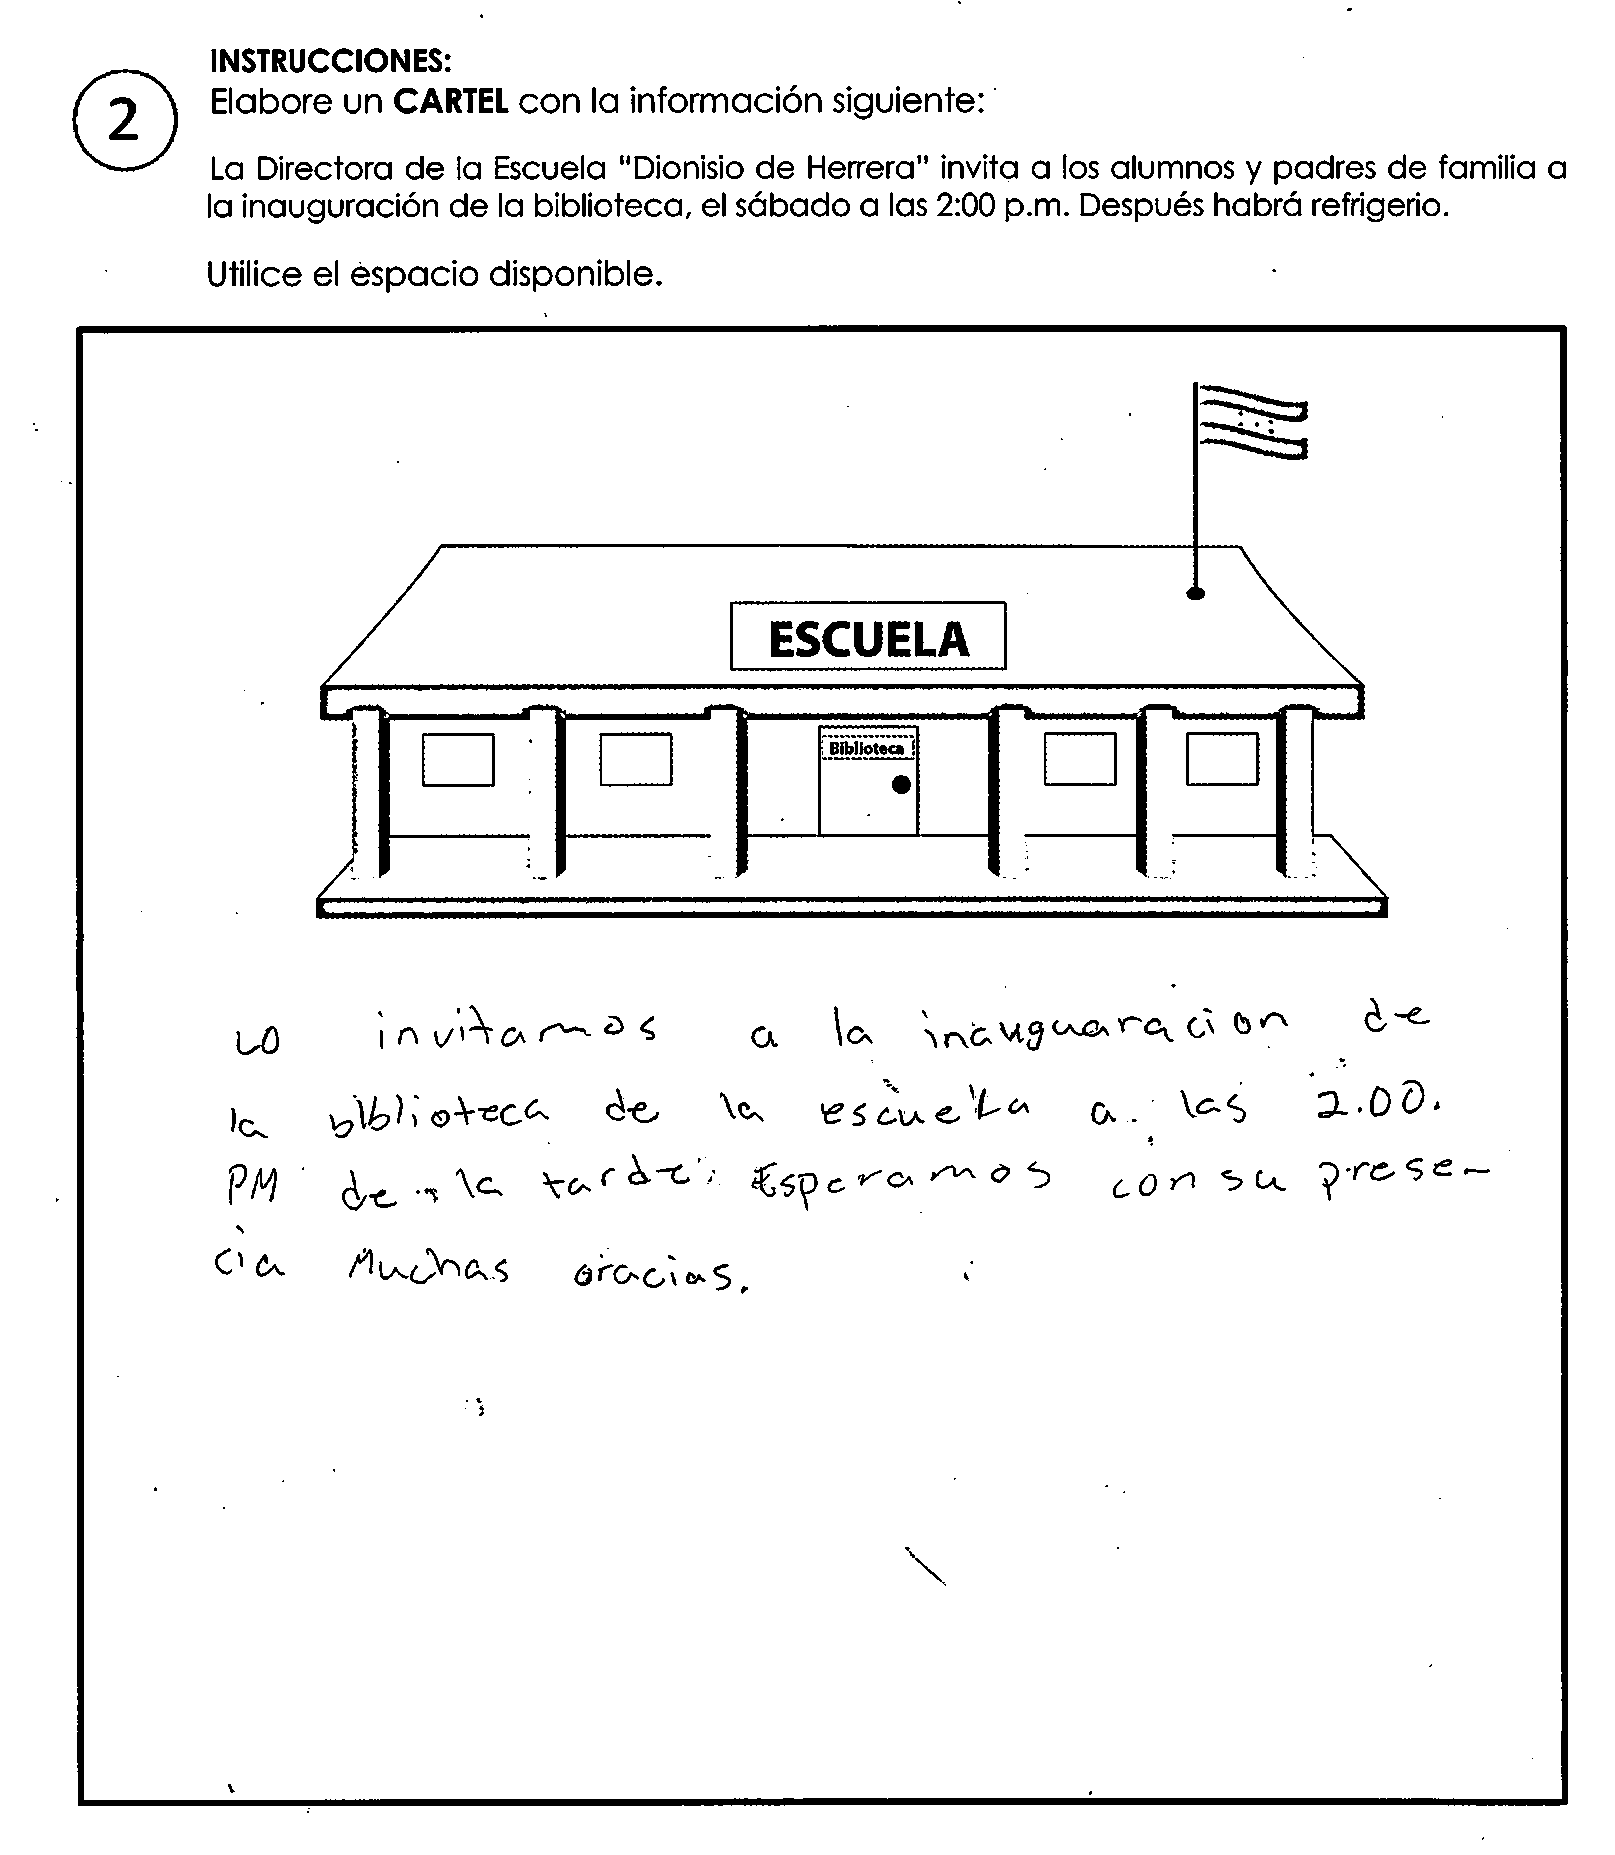 2
INSTRUCCIONES:
Elabore un CARTEL con la información siguiente:
La Directora de la Escuela "Dionisio de Herrera" invita a los alumnos y padres de familia a
la inauguración de la biblioteca, el sábado a las 2:00 p.m. Después habrá refrigerio.
Utilice el espacio disponible.
ESCUELA
Biblioteca
LO invitamos a la inauguaracion de
la biblioteca de la escuela a las 2.00.
PM de la tarde. Esperamos con su prese-
cia Muchas gracias.